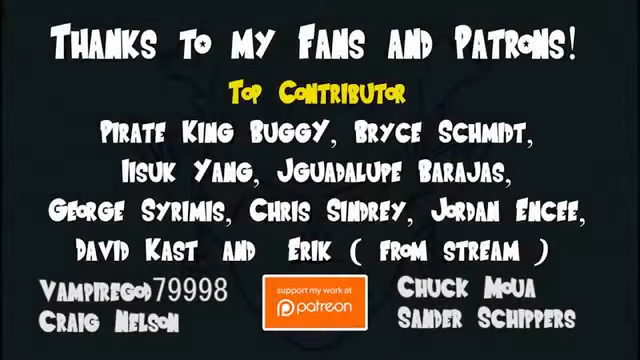 Thanks to my Fans and Patrons!
Top Contributor
Pirate King Buggy, Bryce Schmidt,
Iisuk Yang, Jguadalupe Barajas,
George Syrimis, Chris Sindrey, Jordan Encee,
David Kast and Erik ( from stream )
Vampiregod79998
Craig Nelson
support my work at
patreon
Chuck Moua
Sander Schippers